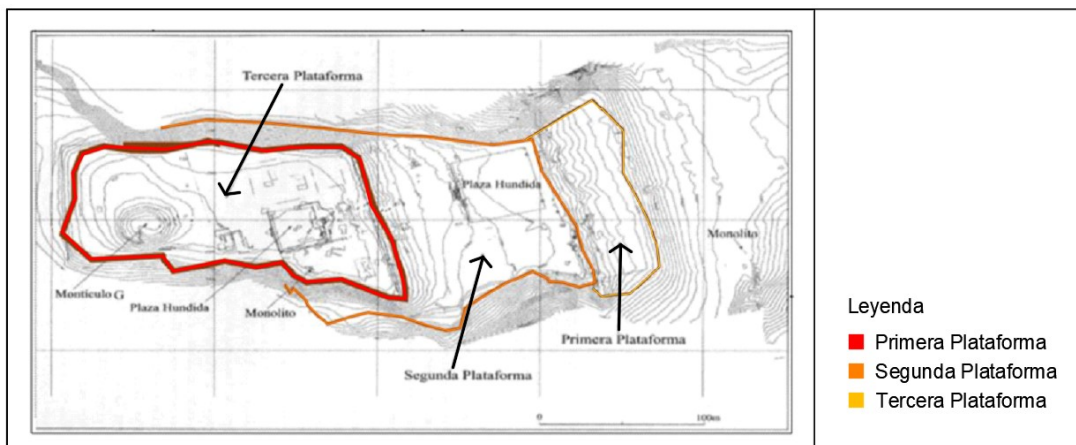 Tercera Plataforma
Plaza Hundida
Monolito
Montículo G
Plaza Hundida
Monolito
Primera Plataforma
Segunda Plataforma
0
100m
Leyenda
Primera Plataforma
Segunda Plataforma
Tercera Plataforma